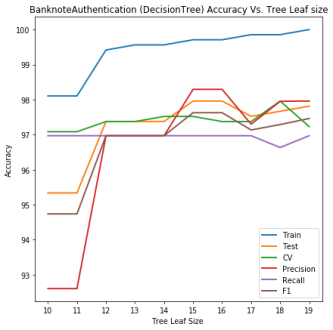 BanknoteAuthentication (DecisionTree) Accuracy Vs. Tree Leaf size
100
99
98
97
96
95
94
93
Accuracy
10 11 12 13 14 15 16 17 18 19
Tree Leaf Size
Train
Test
CV
Precision
Recall
F1